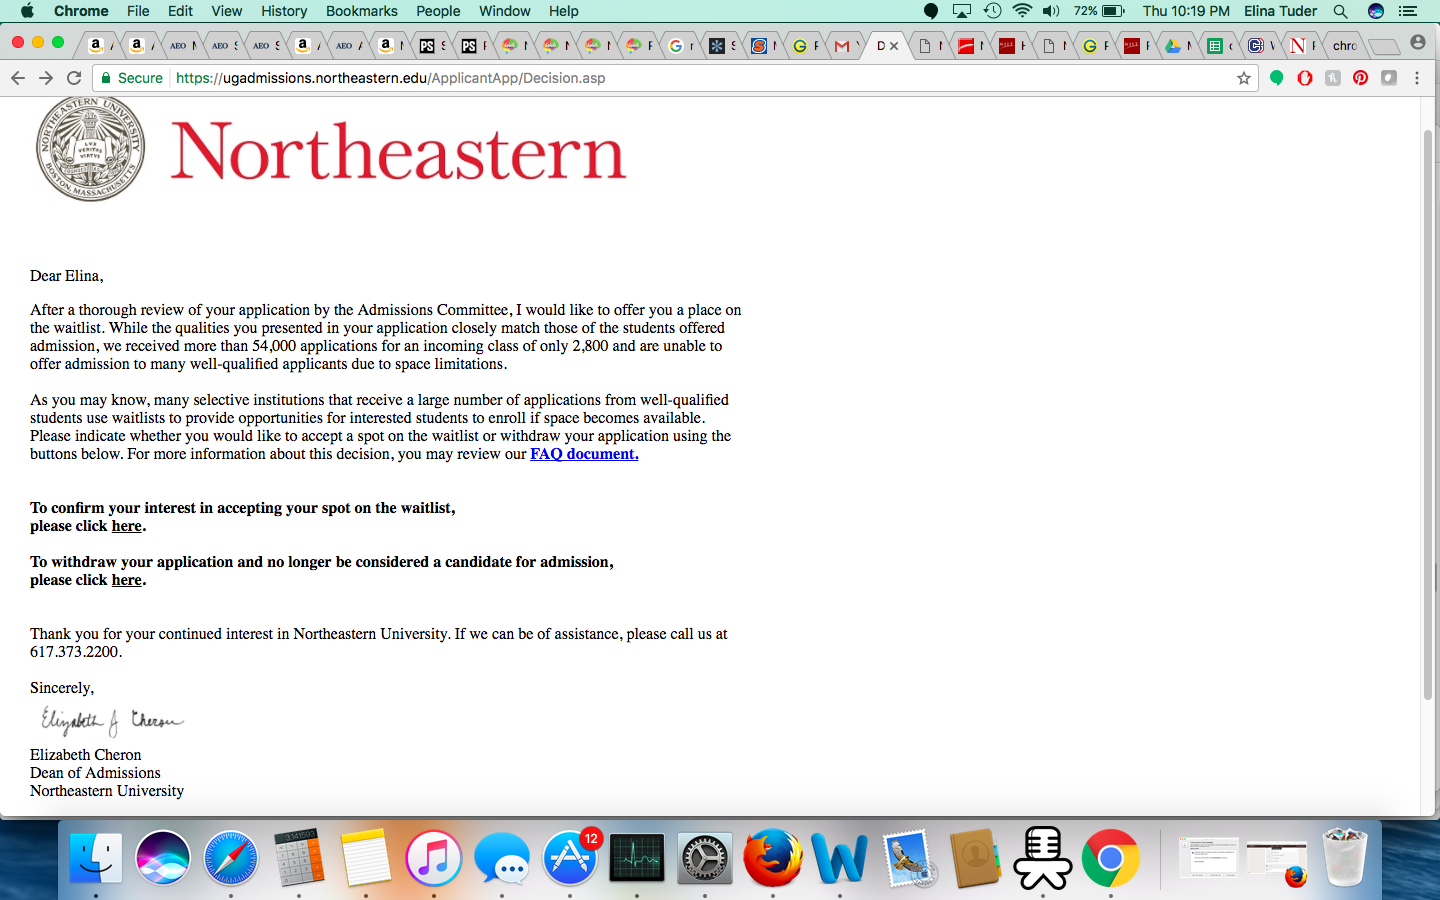 Chrome File Edit View History Bookmarks People Window Help 72% Thu 10:19 PM Elina Tuder
AEO AEO AEO AEO PS PS D chro
Secure https://ugadmissions.northeastern.edu/ApplicantApp/Decision.asp
NORTHEASTERN UNIVERSITY
LUX VERITAS VIRTUS
BOSTON, MASSACHUSETTS
Northeastern
Dear Elina,
After a thorough review of your application by the Admissions Committee, I would like to offer you a place on
the waitlist. While the qualities you presented in your application closely match those of the students offered
admission, we received more than 54,000 applications for an incoming class of only 2,800 and are unable to
offer admission to many well-qualified applicants due to space limitations.
As you may know, many selective institutions that receive a large number of applications from well-qualified
students use waitlists to provide opportunities for interested students to enroll if space becomes available.
Please indicate whether you would like to accept a spot on the waitlist or withdraw your application using the
buttons below. For more information about this decision, you may review our FAQ document.
To confirm your interest in accepting your spot on the waitlist,
please click here.
To withdraw your application and no longer be considered a candidate for admission,
please click here.
Thank you for your continued interest in Northeastern University. If we can be of assistance, please call us at
617.373.2200.
Sincerely,
Elizabeth J Cheron
Elizabeth Cheron
Dean of Admissions
Northeastern University
12